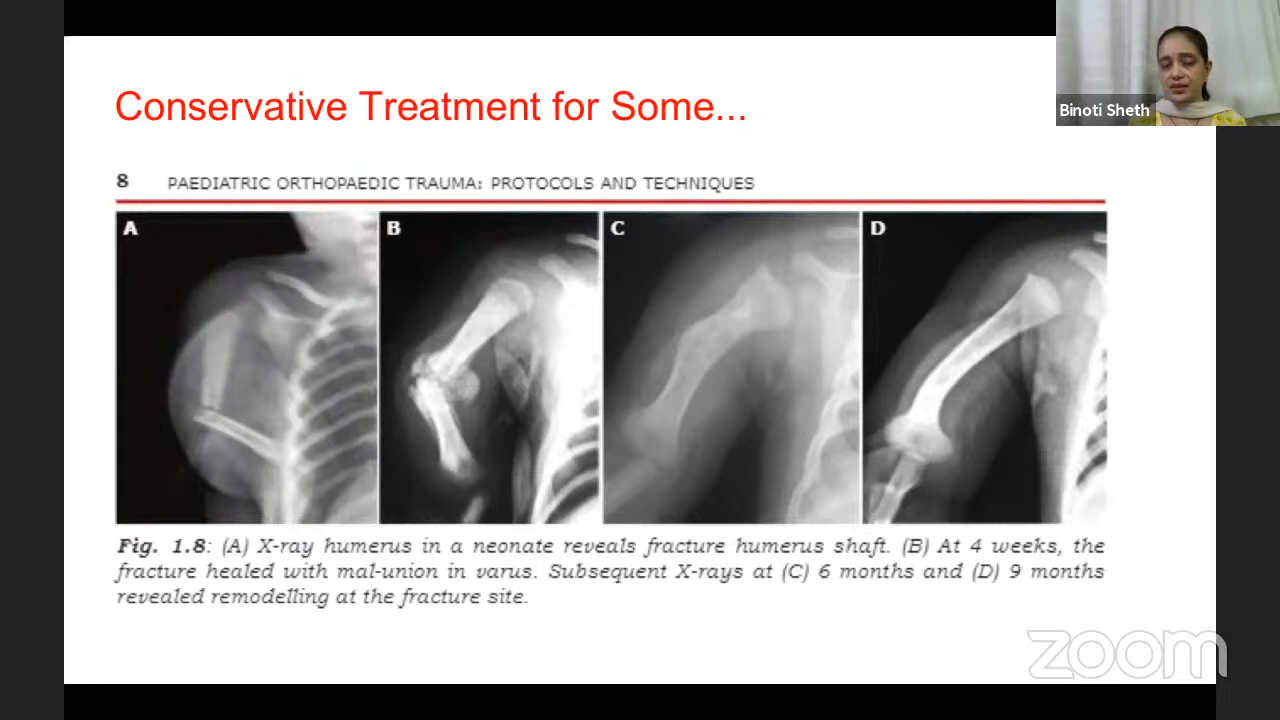 Conservative Treatment for Some...
Binoti Sheth
8 PAEDIATRIC ORTHOPAEDIC TRAUMA: PROTOCOLS AND TECHNIQUES
A B C D
Fig. 1.8: (A) X-ray humerus in a neonate reveals fracture humerus shaft. (B) At 4 weeks, the
fracture healed with mal-union in varus. Subsequent X-rays at (C) 6 months and (D) 9 months
revealed remodelling at the fracture site.
zoom